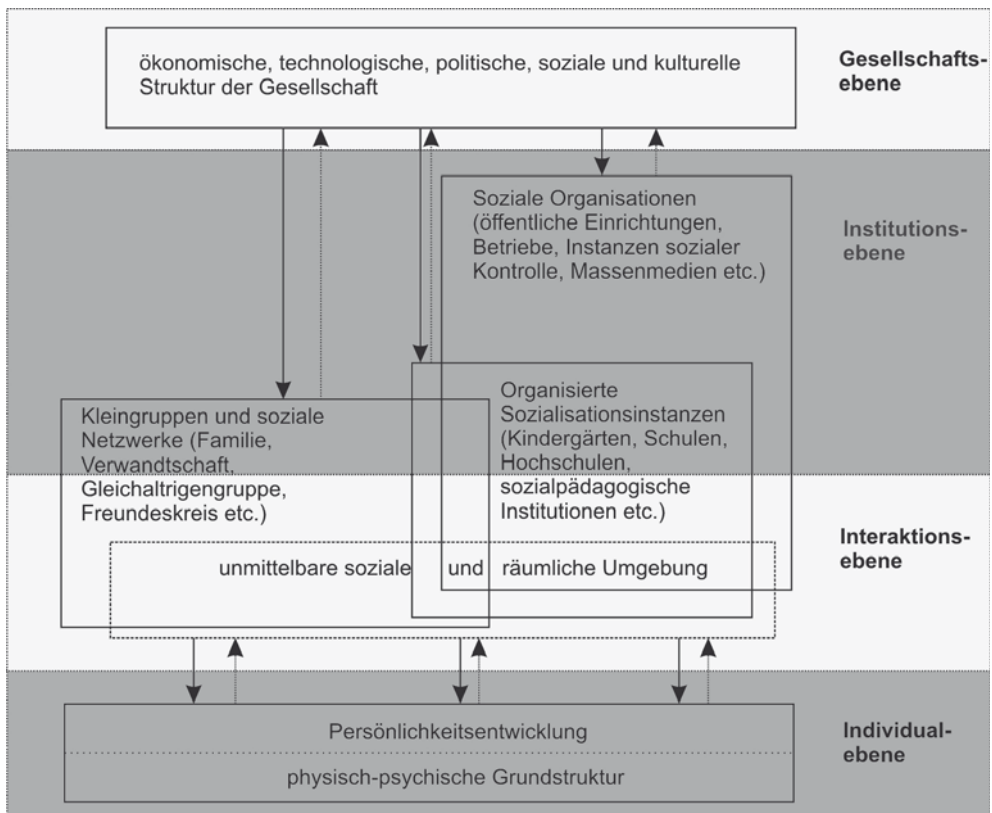 ökonomische, technologische, politische, soziale und kulturelle
Struktur der Gesellschaft
Gesellschafts-
ebene
Soziale Organisationen
(öffentliche Einrichtungen,
Betriebe, Instanzen sozialer
Kontrolle, Massenmedien etc.)
Institutions-
ebene
Kleingruppen und soziale
Netzwerke (Familie,
Verwandtschaft,
Gleichaltrigengruppe,
Freundeskreis etc.)
Organisierte
Sozialisationsinstanzen
(Kindergärten, Schulen,
Hochschulen,
sozialpädagogische
Institutionen etc.)
Interaktions-
ebene
unmittelbare soziale und räumliche Umgebung
Persönlichkeitsentwicklung
physisch-psychische Grundstruktur
Individual-
ebene